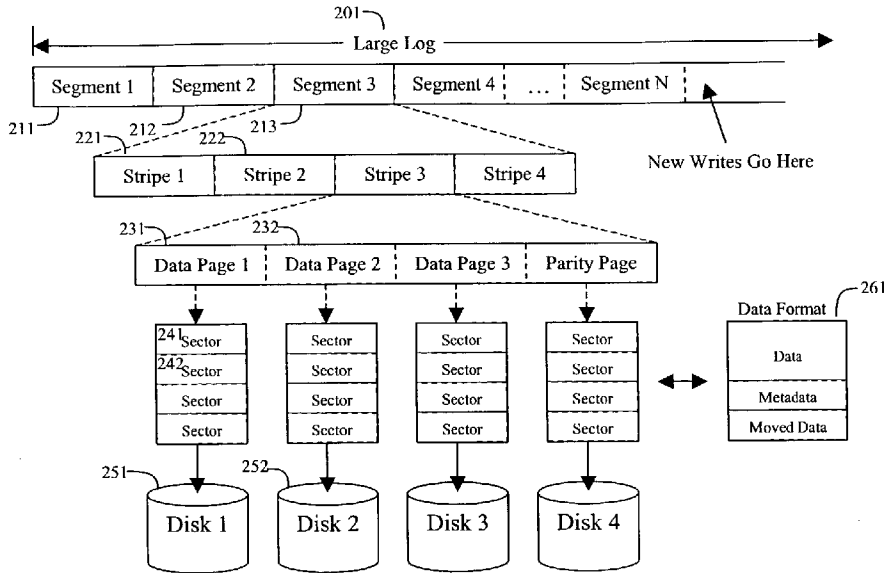 201
Large Log
Segment 1 Segment 2 Segment 3 Segment 4 ... Segment N
211 212 213
New Writes Go Here
221 222
Stripe 1 Stripe 2 Stripe 3 Stripe 4
231 232
Data Page 1 Data Page 2 Data Page 3 Parity Page
261
Data Format
241 Sector Sector Sector Sector
242 Sector Sector Sector Sector
Sector Sector Sector Sector
Sector Sector Sector Sector
Data
Metadata
Moved Data
251 252
Disk 1 Disk 2 Disk 3 Disk 4